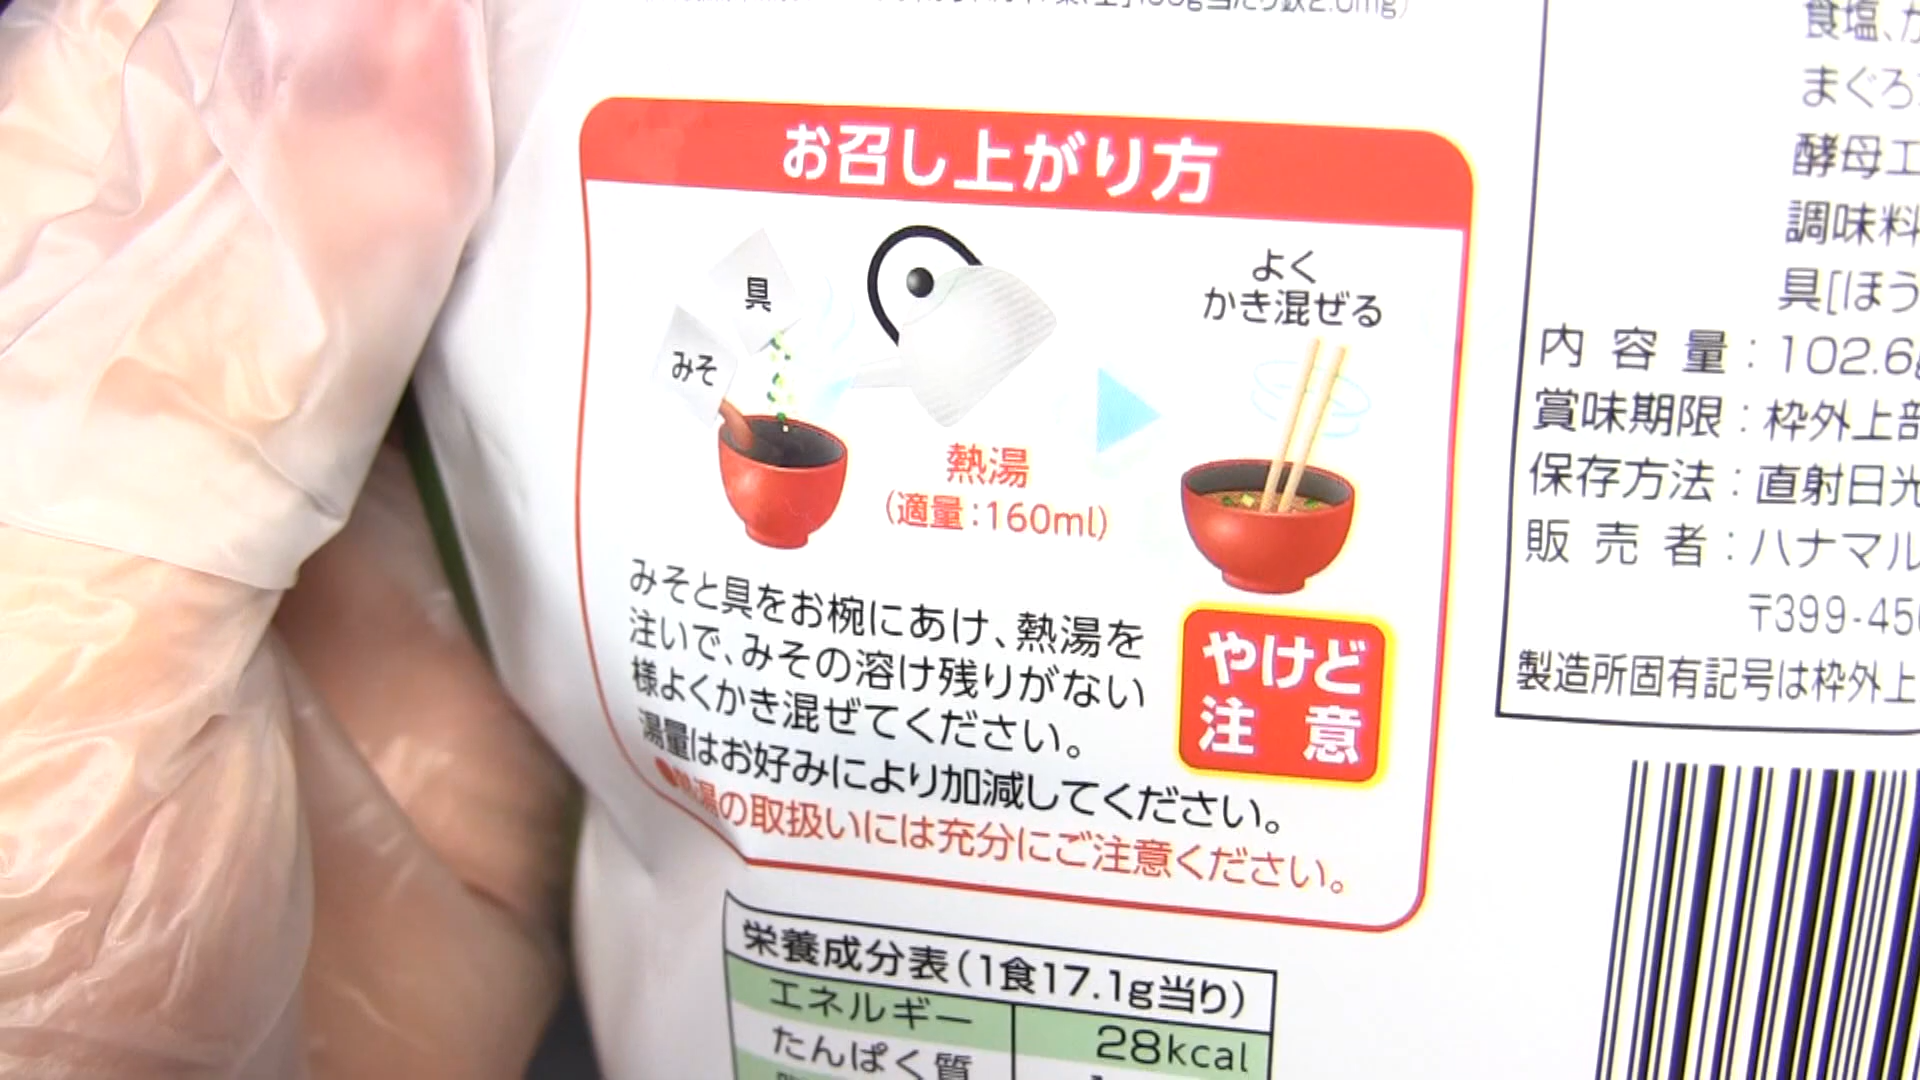 お召し上がり方
具
みそ
よく
かき混ぜる
熱湯
(適量:160ml)
みそと具をお椀にあけ、熱湯を
注いで、みその溶け残りがない
様よくかき混ぜてください。
湯量はお好みにより加減してください。
●熱湯の取扱いには充分にご注意ください。
やけど
注 意
栄養成分表(1食17.1g当り)
エネルギー 28kcal
たんぱく質
食塩、
まぐろ
酵母エ
調味料
具[ほう
内 容 量:102.6g
賞味期限:枠外上部
保存方法:直射日光
販 売 者:ハナマル
〒399-450
製造所固有記号は枠外上